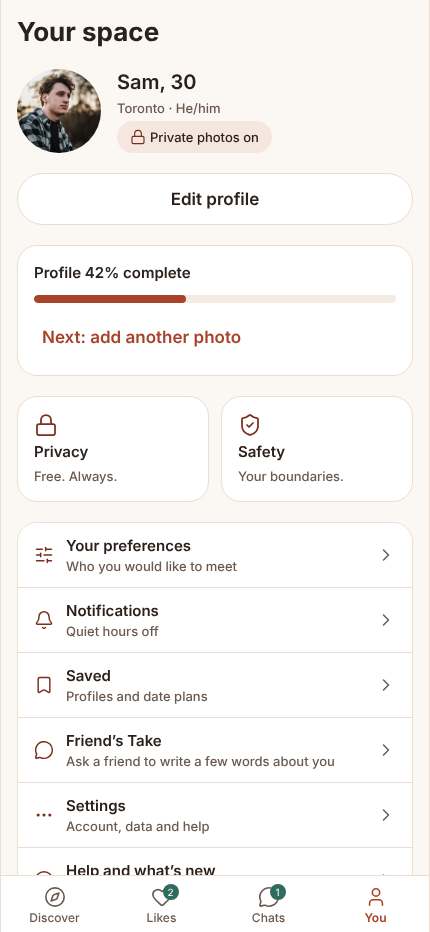 Your space
Sam, 30
Toronto · He/him
Private photos on
Edit profile
Profile 42% complete
Next: add another photo
Privacy
Free. Always.
Safety
Your boundaries.
Your preferences
Who you would like to meet
Notifications
Quiet hours off
Saved
Profiles and date plans
Friend’s Take
Ask a friend to write a few words about you
Settings
Account, data and help
Help and what’s new
2
1
Discover
Likes
Chats
You